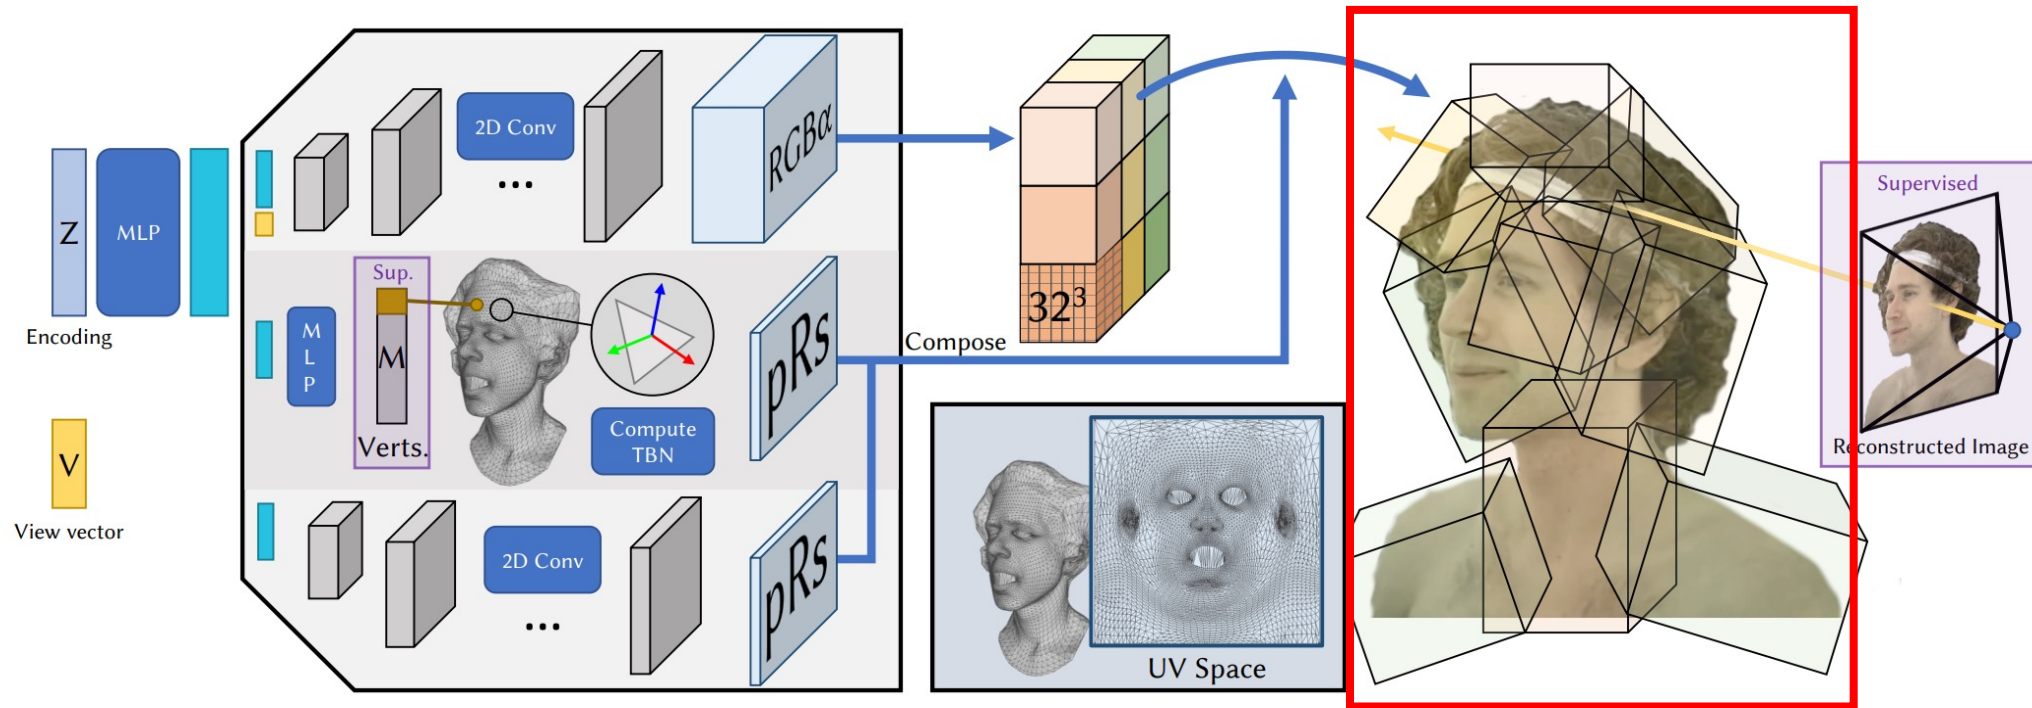 Z
MLP
Encoding
V
View vector
2D Conv
...
RGBα
Sup.
M
L
P
M
Verts.
Compute
TBN
pRs
2D Conv
...
pRs
Compose
32³
UV Space
Supervised
Reconstructed Image